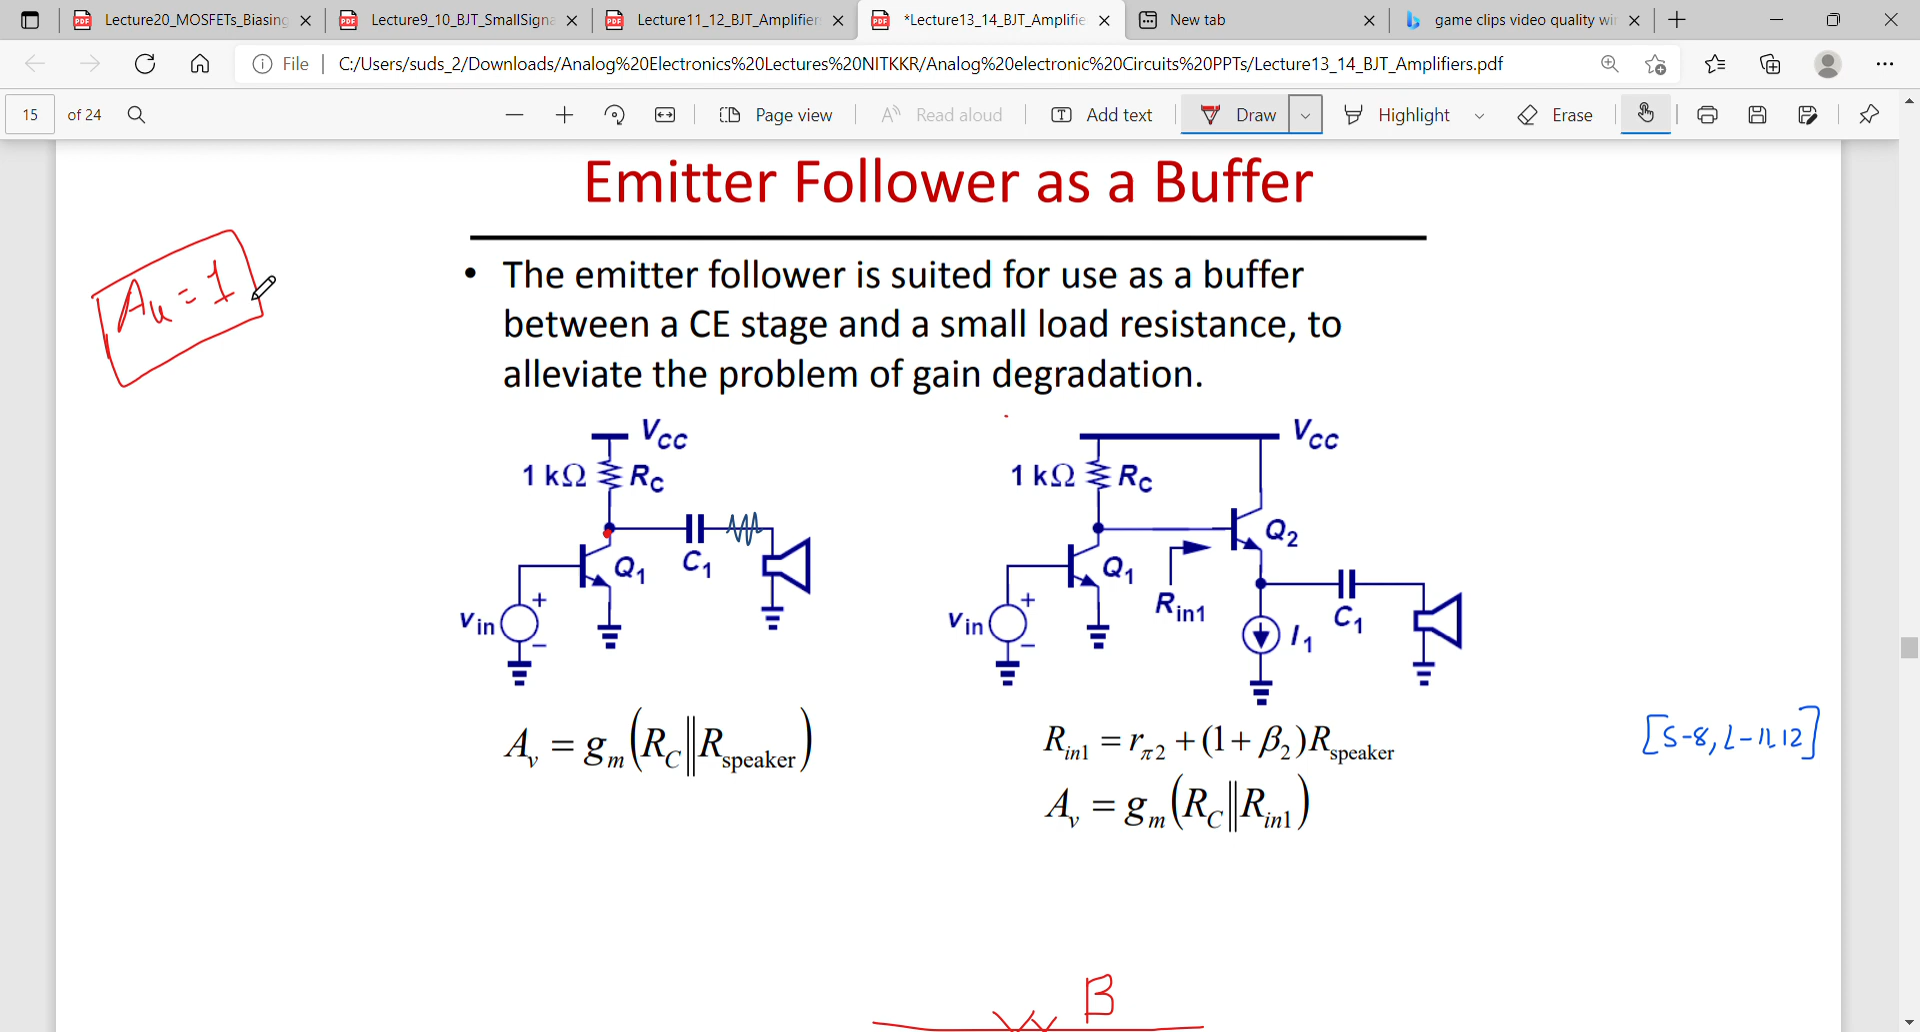 Lecture20_MOSFETs_Biasing
Lecture9_10_BJT_SmallSigna
Lecture11_12_BJT_Amplifier
*Lecture13_14_BJT_Amplifie
New tab
game clips video quality wi
File
C:/Users/suds_2/Downloads/Analog%20Electronics%20Lectures%20NITKKR/Analog%20electronic%20Circuits%20PPTs/Lecture13_14_BJT_Amplifiers.pdf
15 of 24
Page view
Read aloud
Add text
Draw
Highlight
Erase
Emitter Follower as a Buffer
Au = 1
• The emitter follower is suited for use as a buffer
between a CE stage and a small load resistance, to
alleviate the problem of gain degradation.
VCC
1 kΩ RC
Q1
C1
vin
+
−
VCC
1 kΩ RC
Q2
Q1
Rin1
C1
vin
+
−
I1
Av = gm(RC||Rspeaker)
Rin1 = rπ2 + (1 + β2)Rspeaker
Av = gm(RC||Rin1)
[S-8, L-11,12]
B